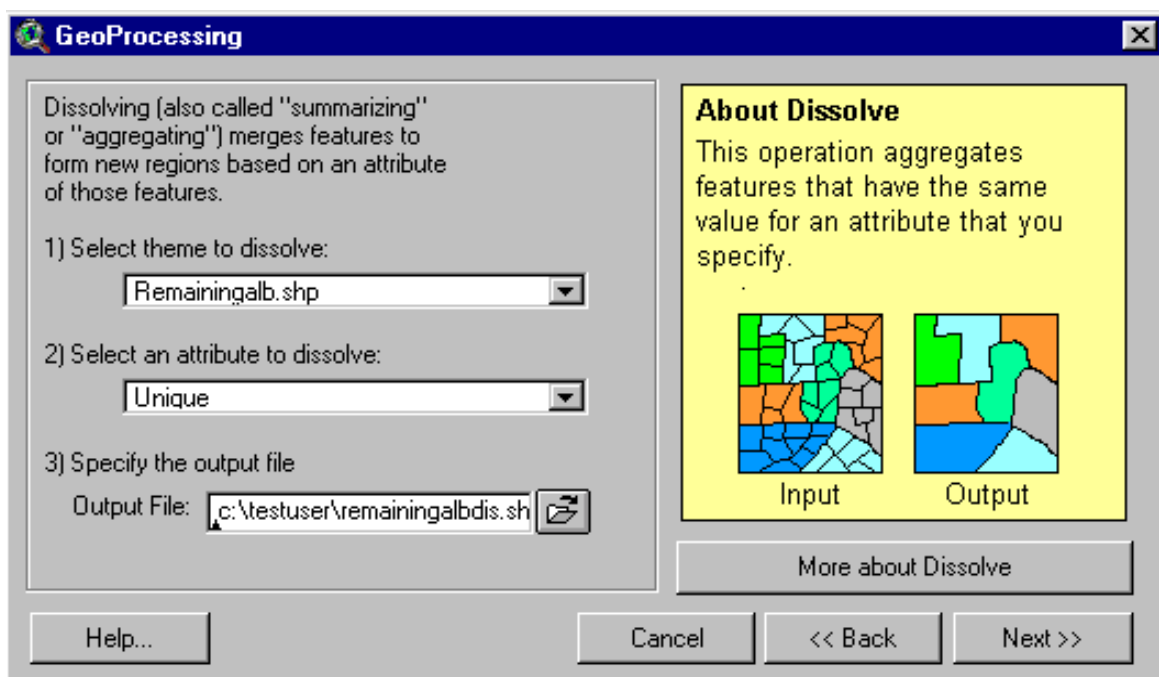 GeoProcessing
Dissolving (also called "summarizing"
or "aggregating") merges features to
form new regions based on an attribute
of those features.
1) Select theme to dissolve:
Remainingalb.shp
2) Select an attribute to dissolve:
Unique
3) Specify the output file
Output File: c:\testuser\remainingalbdis.sh
About Dissolve
This operation aggregates
features that have the same
value for an attribute that you
specify.
Input Output
More about Dissolve
Help... Cancel << Back Next >>